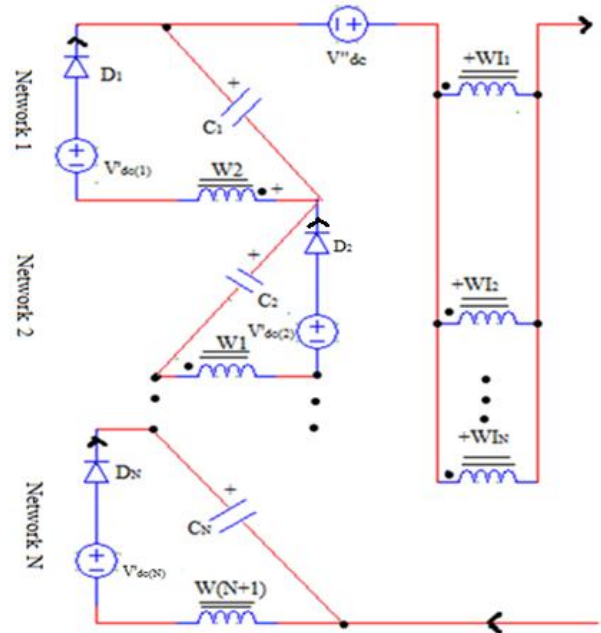 Network 1
D1
V'dc(1)
+
C1
W2
+
V"dc
+WI1
Network 2
+
C2
D2
V'dc(2)
W1
+WI2
+WIN
Network N
DN
V'dc(N)
+
CN
W(N+1)